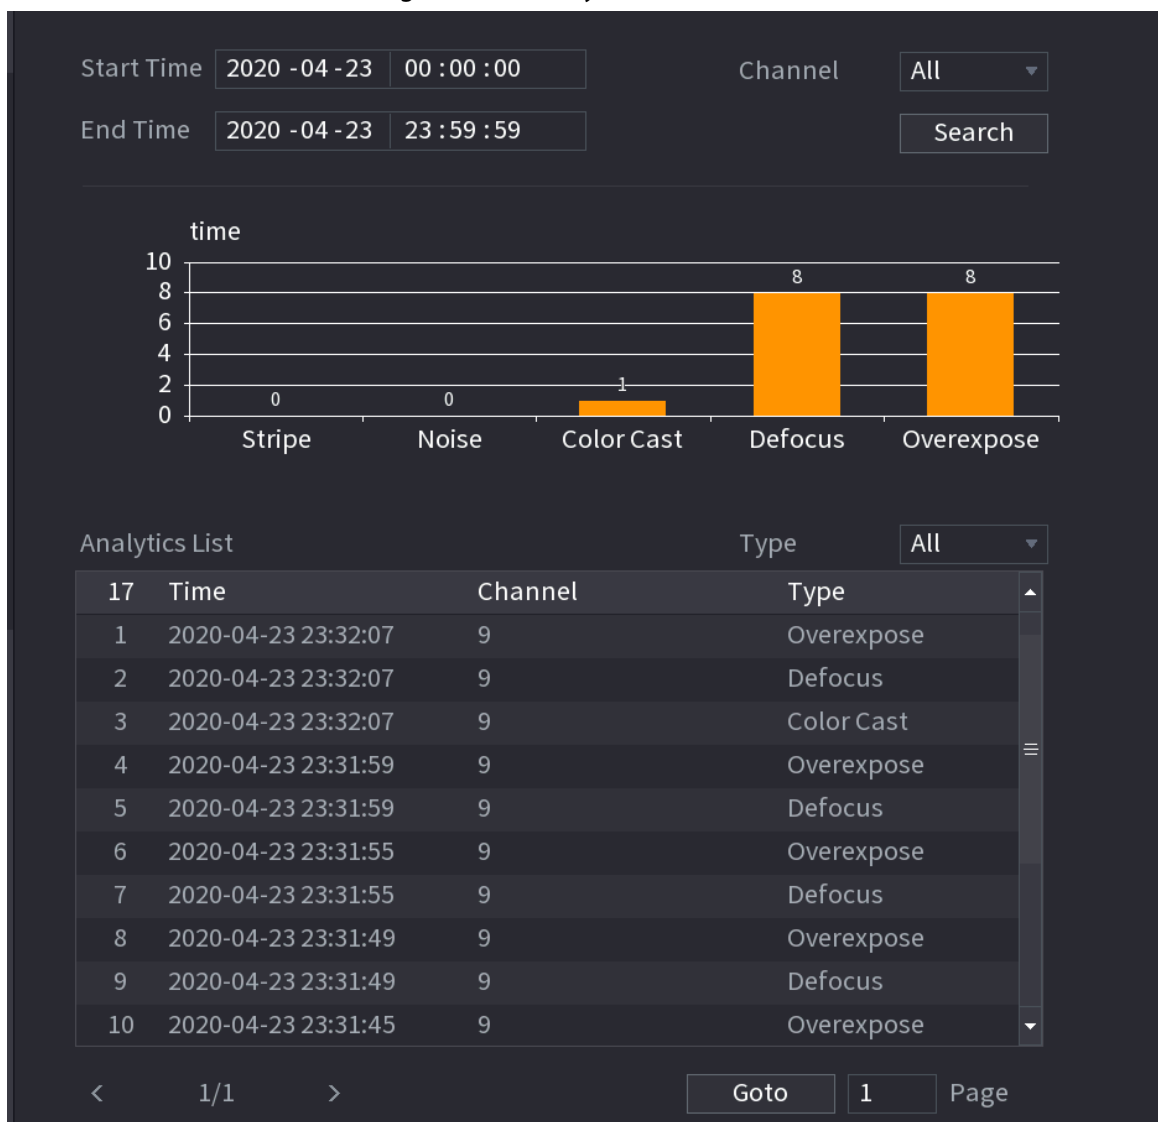 Start Time 2020 -04 -23 00 : 00 : 00 Channel All
End Time 2020 -04 -23 23 : 59 : 59 Search
time
10
8
6
4
2
0
0 0 1 8 8
Stripe Noise Color Cast Defocus Overexpose
Analytics List Type All
17 Time Channel Type
1 2020-04-23 23:32:07 9 Overexpose
2 2020-04-23 23:32:07 9 Defocus
3 2020-04-23 23:32:07 9 Color Cast
4 2020-04-23 23:31:59 9 Overexpose
5 2020-04-23 23:31:59 9 Defocus
6 2020-04-23 23:31:55 9 Overexpose
7 2020-04-23 23:31:55 9 Defocus
8 2020-04-23 23:31:49 9 Overexpose
9 2020-04-23 23:31:49 9 Defocus
10 2020-04-23 23:31:45 9 Overexpose
< 1/1 > Goto 1 Page